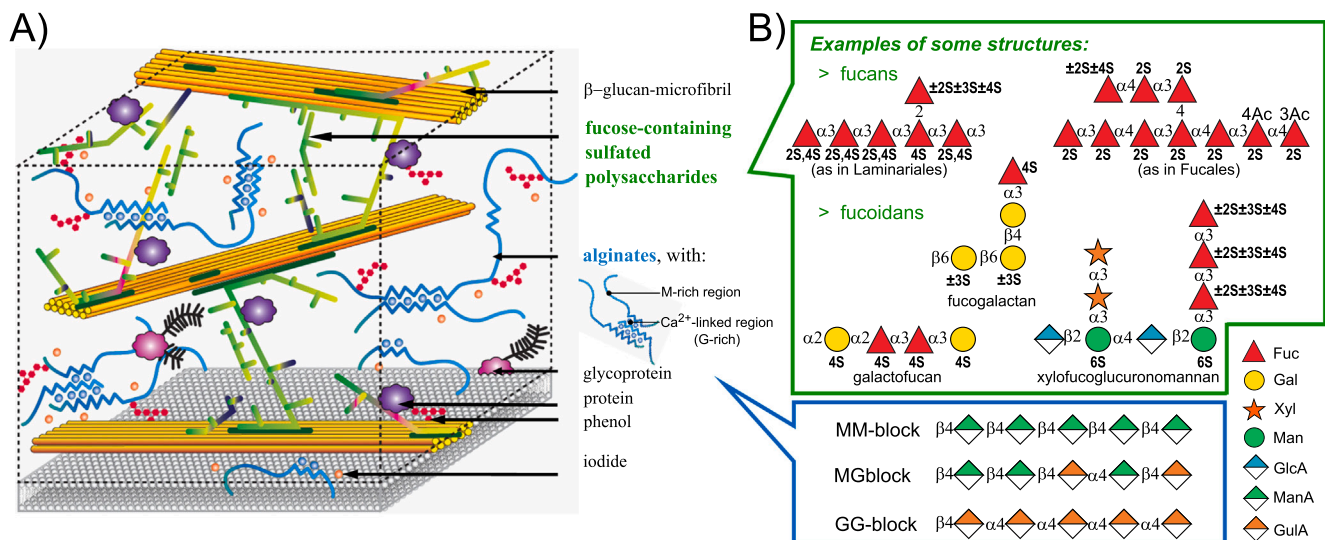 A)
β–glucan-microfibril
fucose-containing
sulfated
polysaccharides
alginates, with:
M-rich region
Ca2+-linked region
(G-rich)
glycoprotein
protein
phenol
iodide
B)
Examples of some structures:
> fucans
±2S±3S±4S
2
α3 α3 α3 α3 α3
2S,4S 2S,4S 2S,4S 4S 2S,4S
(as in Laminariales)
±2S±4S 2S 2S
α4 α3
4
4Ac 3Ac
α3 α4 α3 α4 α3 α4
2S 2S 2S 2S 2S 2S 2S
(as in Fucales)
> fucoidans
4S
α3
β4
β6 β6
±3S ±3S
fucogalactan
α2 α2 α3 α3
4S 4S 4S 4S
galactofucan
±2S±3S±4S
α3
±2S±3S±4S
α3
±2S±3S±4S
α3
α3
α3
β2 α4 β2
6S 6S
xylofucoglucuronomannan
Fuc
Gal
Xyl
Man
GlcA
ManA
GulA
MM-block
β4 β4 β4 β4 β4
MGblock
β4 β4 β4 α4 β4
GG-block
β4 α4 α4 α4 α4